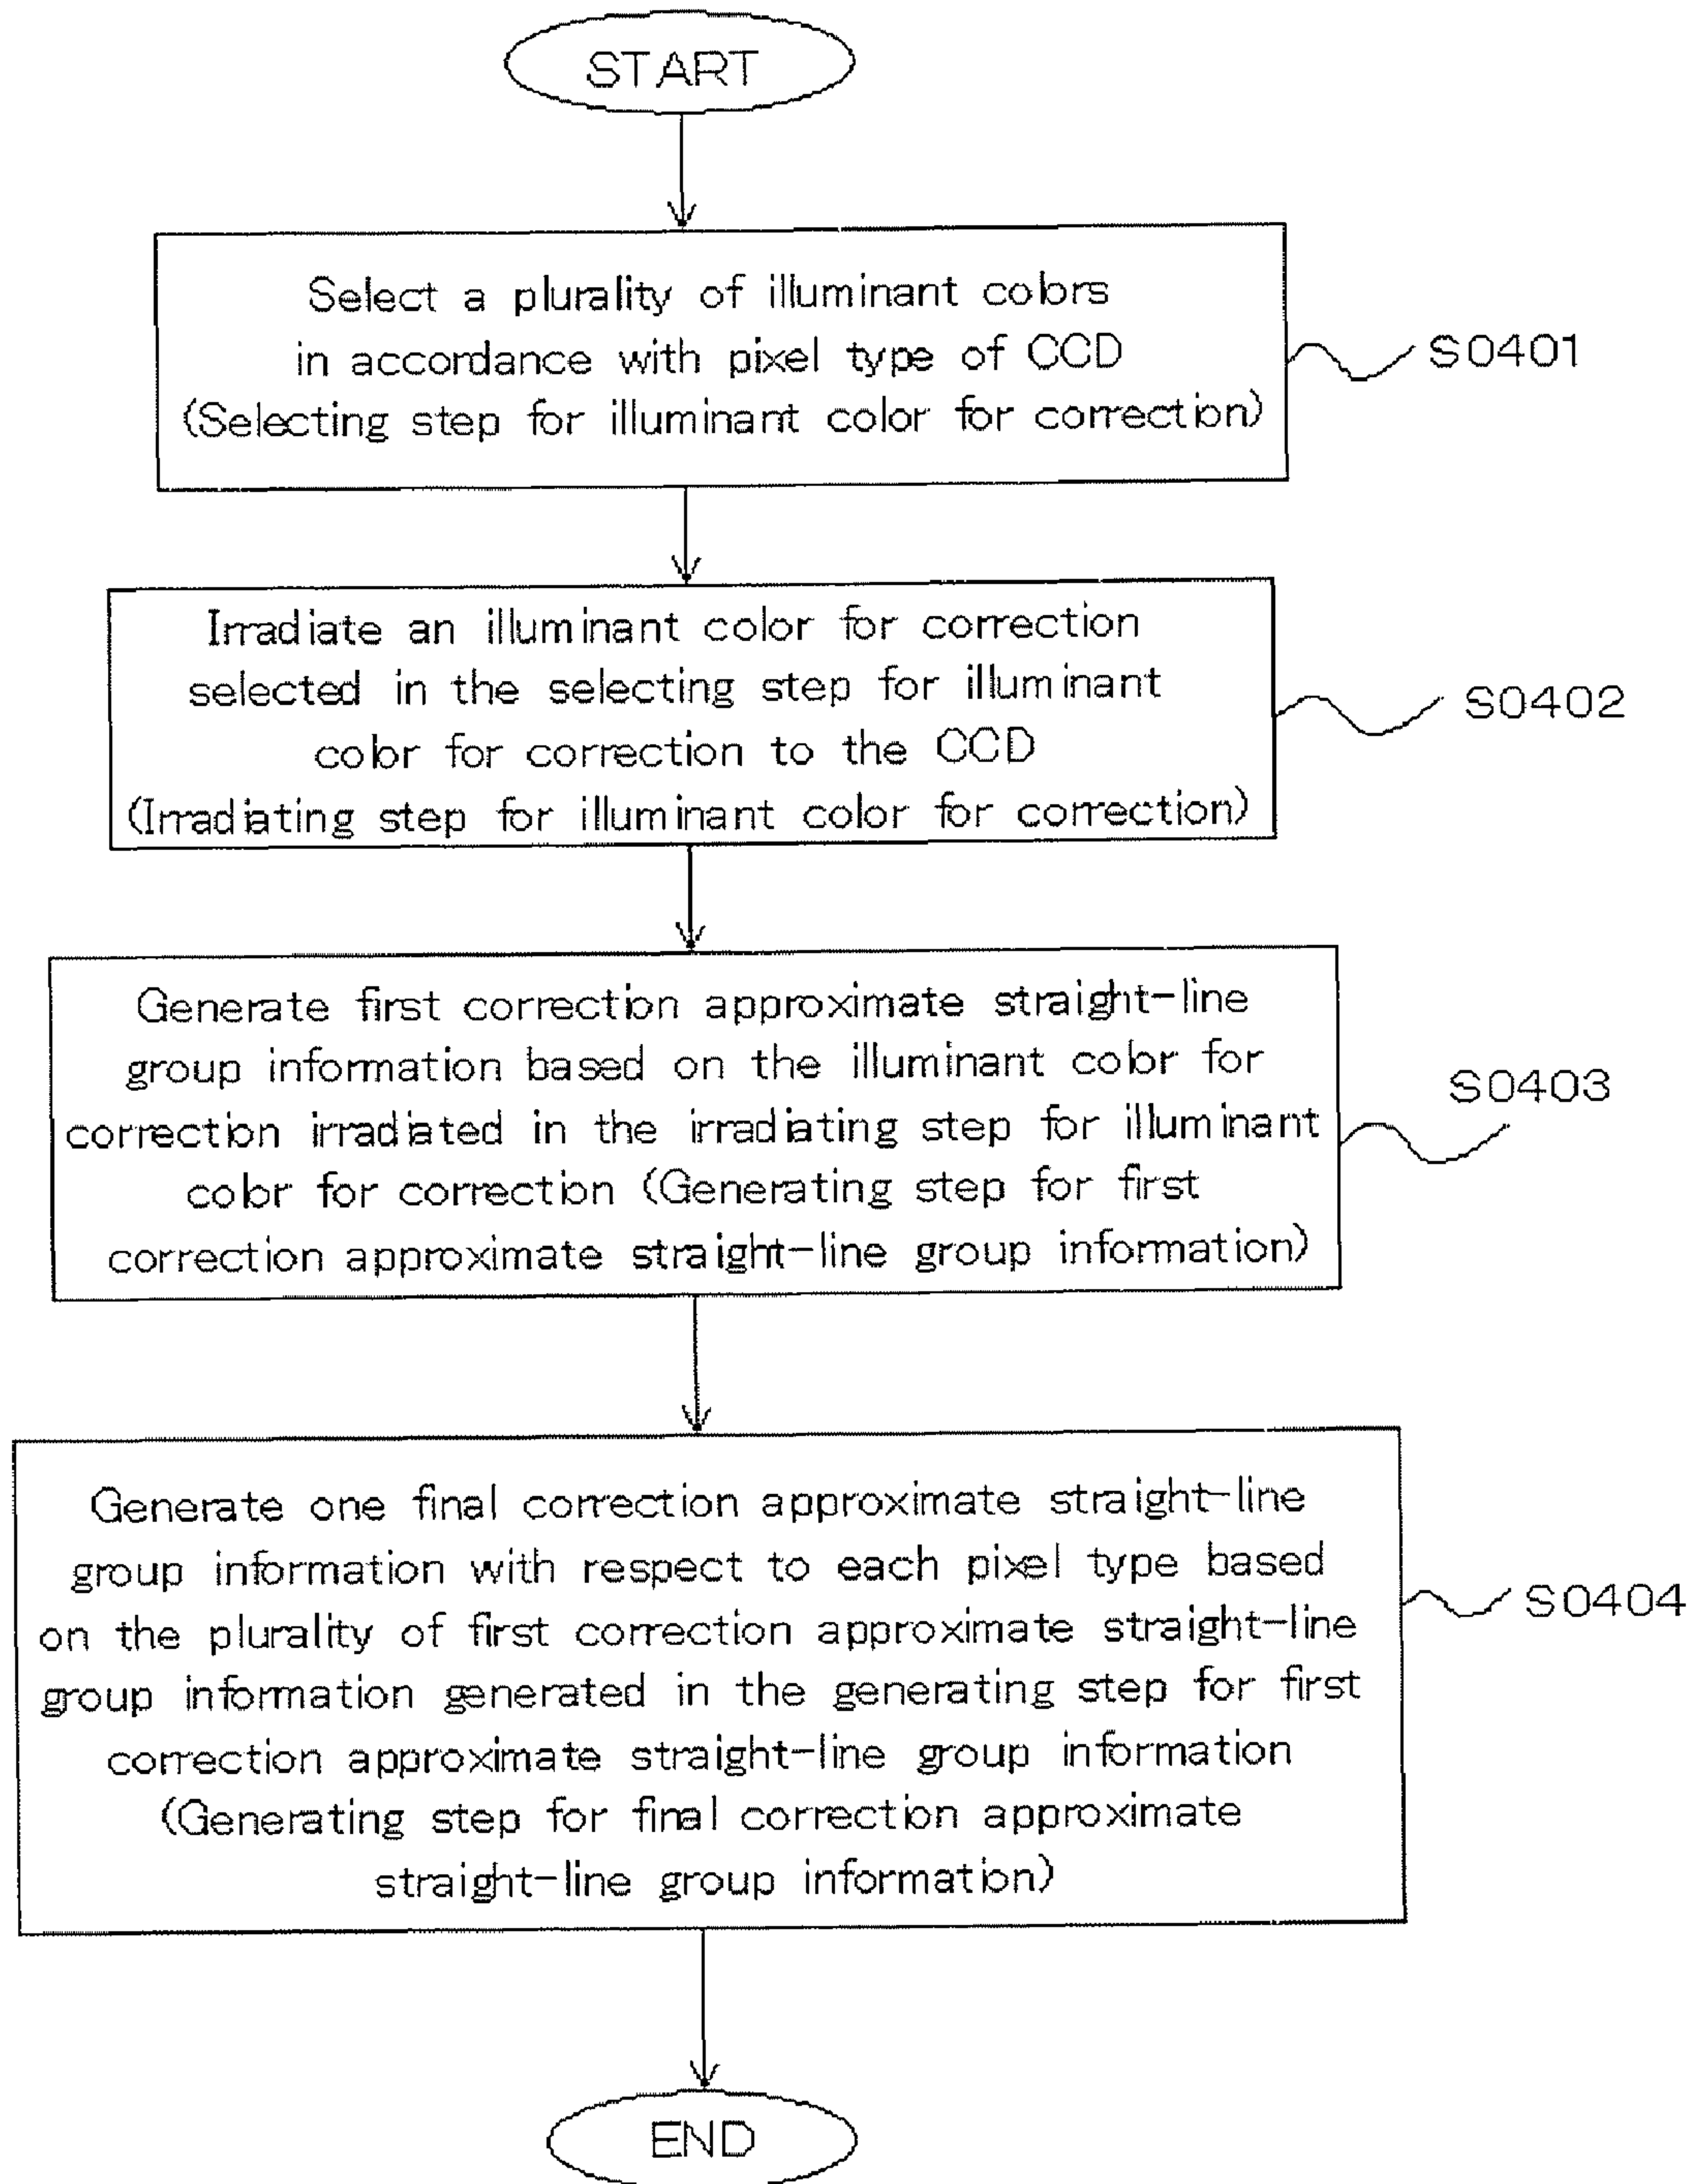 START
Select a plurality of illuminant colors
in accordance with pixel type of CCD
(Selecting step for illuminant color for correction)
S0401
Irradiate an illuminant color for correction
selected in the selecting step for illuminant
color for correction to the CCD
(Irradiating step for illuminant color for correction)
S0402
Generate first correction approximate straight-line
group information based on the illuminant color for
correction irradiated in the irradiating step for illuminant
color for correction (Generating step for first
correction approximate straight-line group information)
S0403
Generate one final correction approximate straight-line
group information with respect to each pixel type based
on the plurality of first correction approximate straight-line
group information generated in the generating step for first
correction approximate straight-line group information
(Generating step for final correction approximate
straight-line group information)
S0404
END